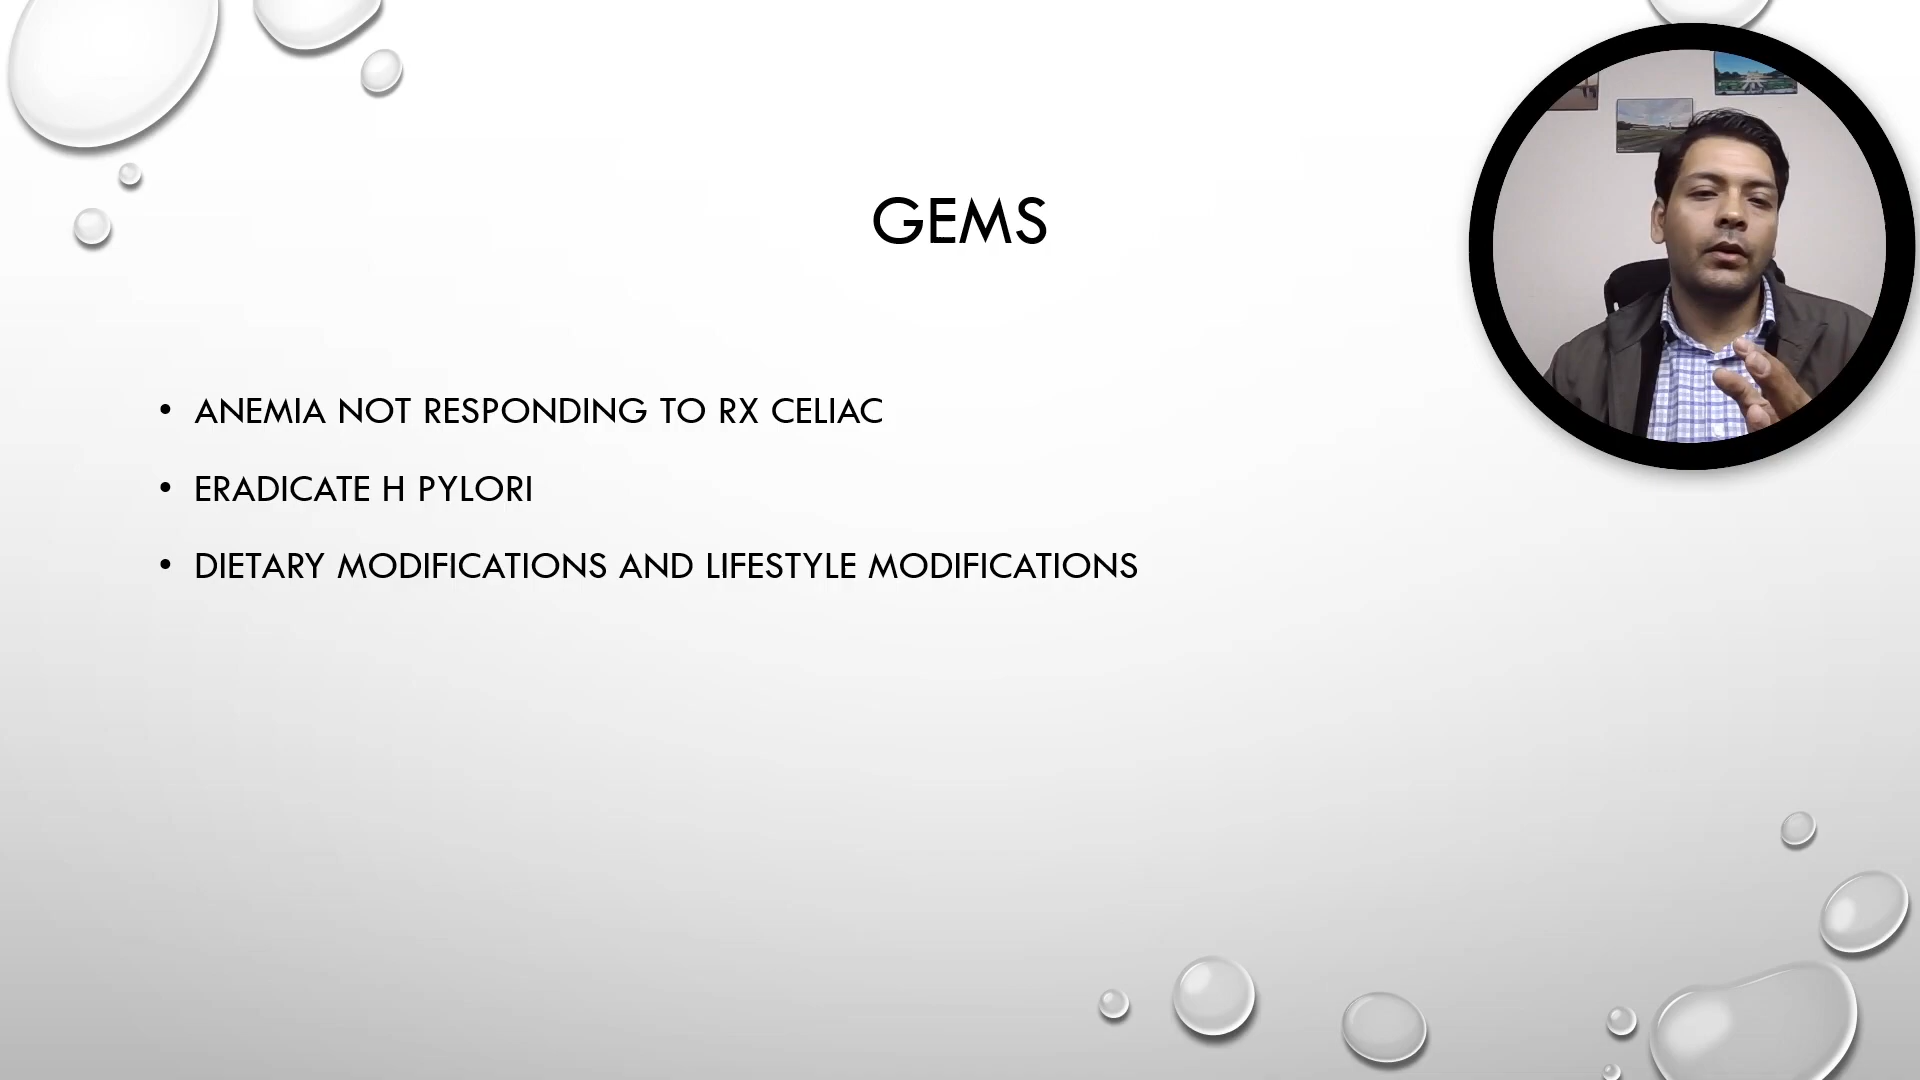 GEMS
• ANEMIA NOT RESPONDING TO RX CELIAC
• ERADICATE H PYLORI
• DIETARY MODIFICATIONS AND LIFESTYLE MODIFICATIONS